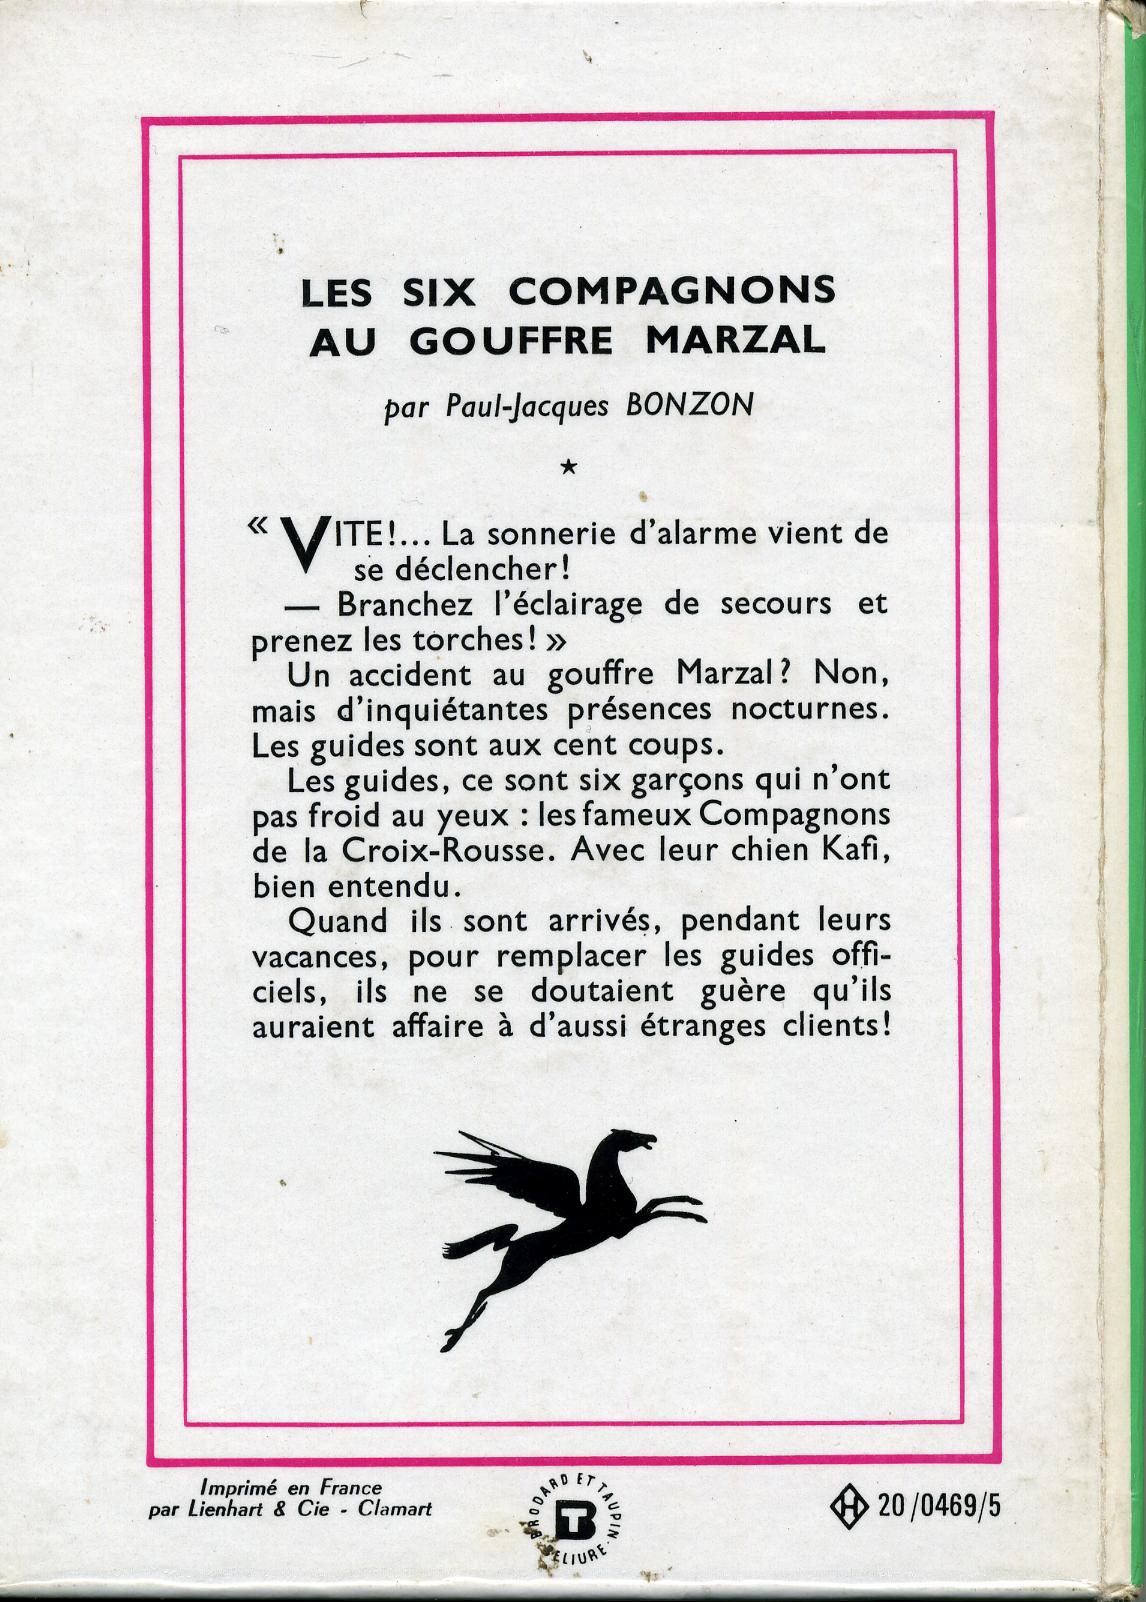 LES SIX COMPAGNONS
AU GOUFFRE MARZAL
par Paul-Jacques BONZON
★
« VITE!... La sonnerie d'alarme vient de
se déclencher!
— Branchez l'éclairage de secours et
prenez les torches! »
Un accident au gouffre Marzal? Non,
mais d'inquiétantes présences nocturnes.
Les guides sont aux cent coups.
Les guides, ce sont six garçons qui n'ont
pas froid au yeux : les fameux Compagnons
de la Croix-Rousse. Avec leur chien Kafi,
bien entendu.
Quand ils sont arrivés, pendant leurs
vacances, pour remplacer les guides offi-
ciels, ils ne se doutaient guère qu'ils
auraient affaire à d'aussi étranges clients!
Imprimé en France
par Lienhart & Cie - Clamart
BRODARD ET TAUPIN
BT
RELIURE
H 20/0469/5